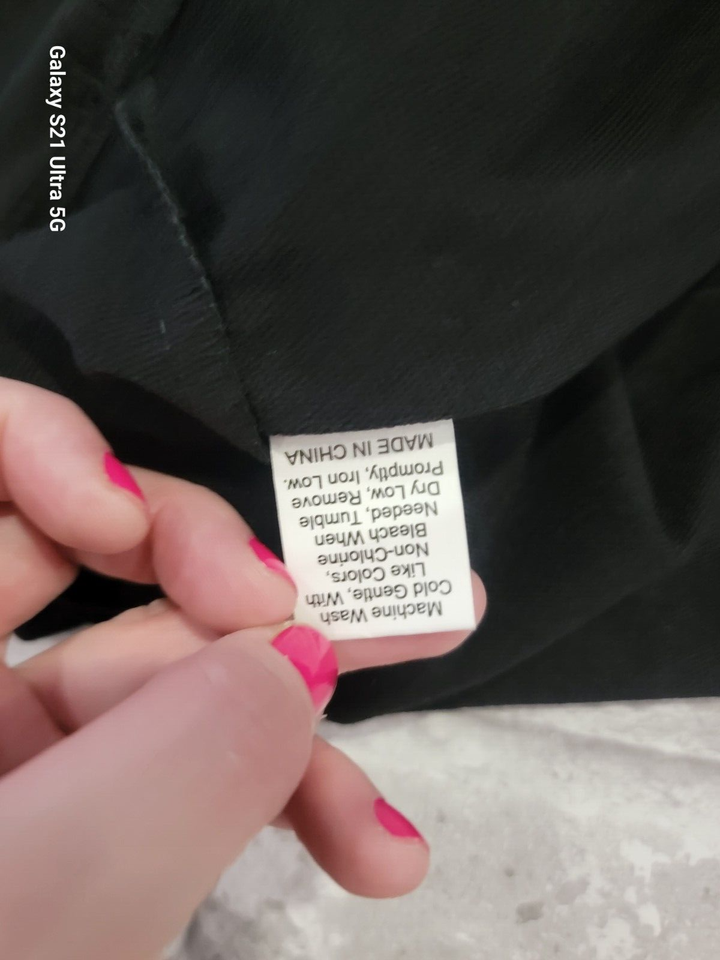 Machine Wash
Cold Gentle, With
Like Colors,
Non-Chlorine
Bleach When
Needed, Tumble
Dry Low, Remove
Promptly, Iron Low.
MADE IN CHINA
Galaxy S21 Ultra 5G